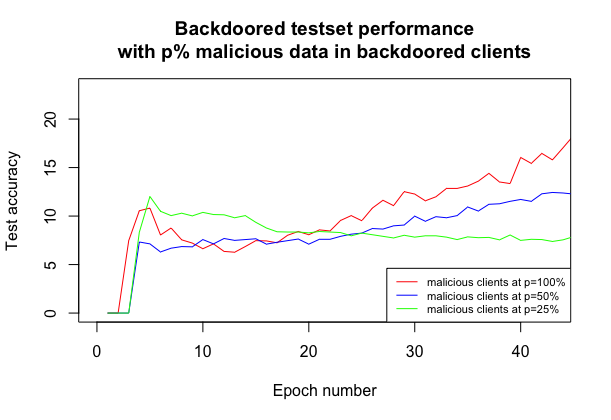 Backdoored testset performance
with p% malicious data in backdoored clients
Test accuracy
20
15
10
5
0
malicious clients at p=100%
malicious clients at p=50%
malicious clients at p=25%
0 10 20 30 40
Epoch number